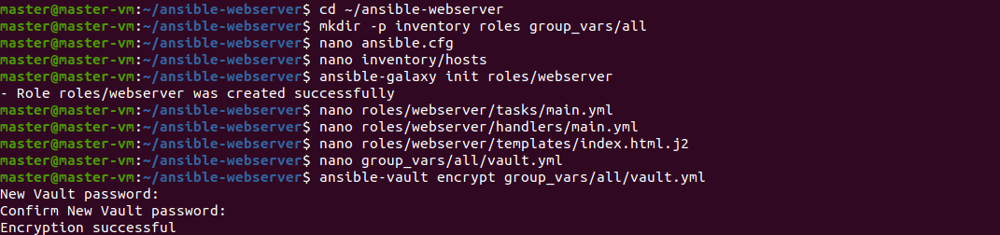 master@master-vm:~/ansible-webserver$ cd ~/ansible-webserver
master@master-vm:~/ansible-webserver$ mkdir -p inventory roles group_vars/all
master@master-vm:~/ansible-webserver$ nano ansible.cfg
master@master-vm:~/ansible-webserver$ nano inventory/hosts
master@master-vm:~/ansible-webserver$ ansible-galaxy init roles/webserver
- Role roles/webserver was created successfully
master@master-vm:~/ansible-webserver$ nano roles/webserver/tasks/main.yml
master@master-vm:~/ansible-webserver$ nano roles/webserver/handlers/main.yml
master@master-vm:~/ansible-webserver$ nano roles/webserver/templates/index.html.j2
master@master-vm:~/ansible-webserver$ nano group_vars/all/vault.yml
master@master-vm:~/ansible-webserver$ ansible-vault encrypt group_vars/all/vault.yml
New Vault password:
Confirm New Vault password:
Encryption successful